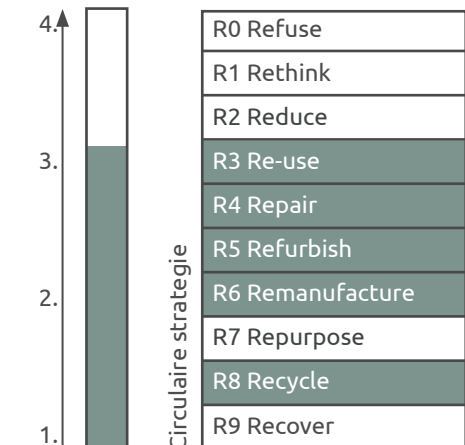 4.
3.
2.
1.
Circulaire strategie
R0 Refuse
R1 Rethink
R2 Reduce
R3 Re-use
R4 Repair
R5 Refurbish
R6 Remanufacture
R7 Repurpose
R8 Recycle
R9 Recover